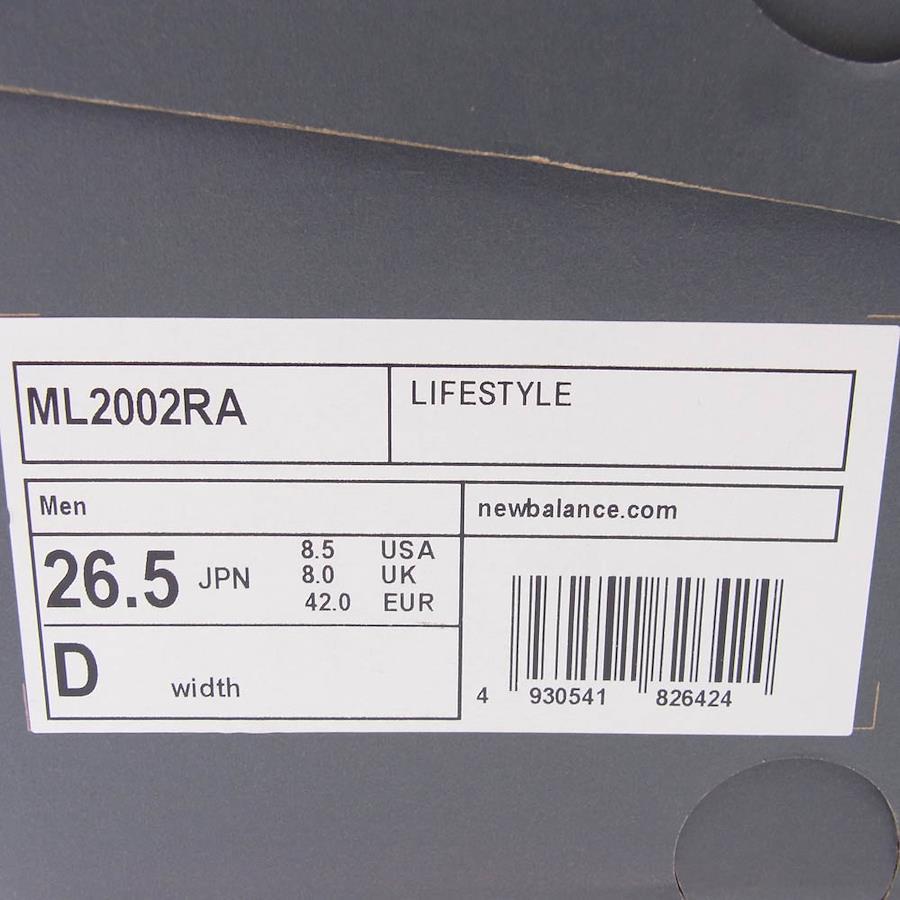 ML2002RA
LIFESTYLE
Men
newbalance.com
26.5 JPN
8.5 USA
8.0 UK
42.0 EUR
D width
4 930541 826424